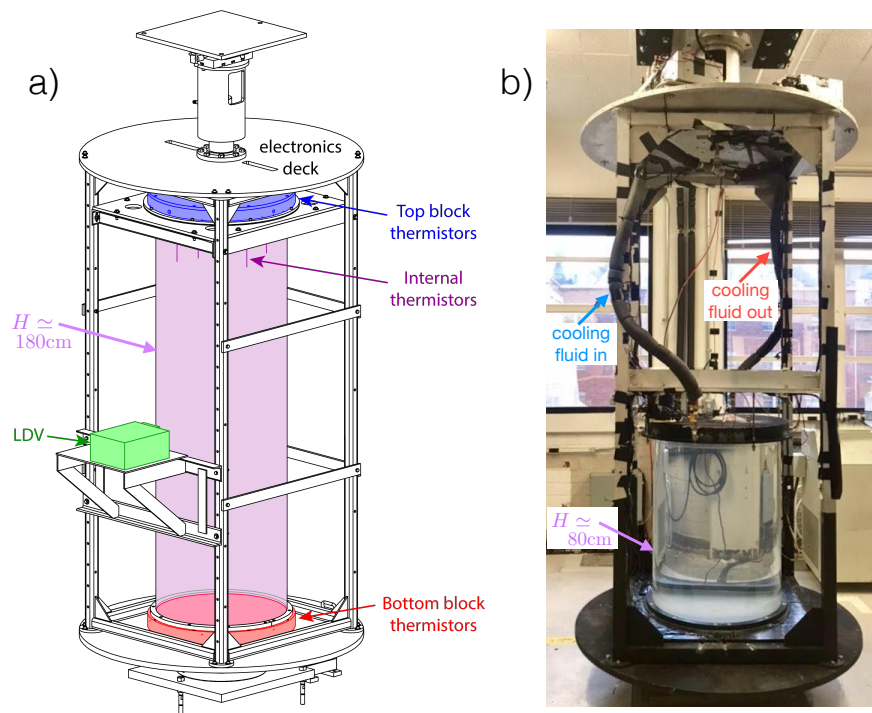 a)
b)
electronics
deck
Top block
thermistors
Internal
thermistors
H ≃
180cm
LDV
Bottom block
thermistors
cooling
fluid in
cooling
fluid out
H ≃
80cm